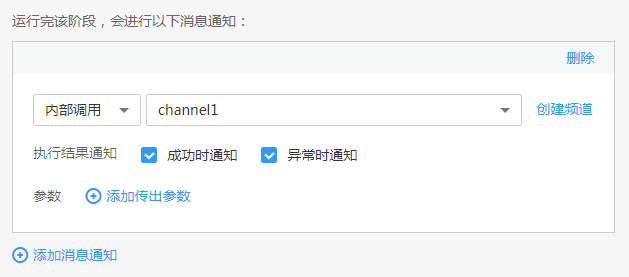 运行完该阶段，会进行以下消息通知：
删除
内部调用 channel1 创建频道
执行结果通知 成功时通知 异常时通知
参数 添加传出参数
添加消息通知